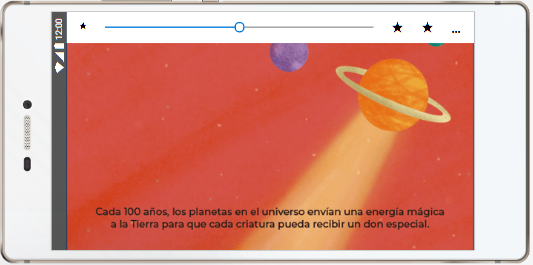 12:00
...
Cada 100 años, los planetas en el universo envían una energía mágica
a la Tierra para que cada criatura pueda recibir un don especial.